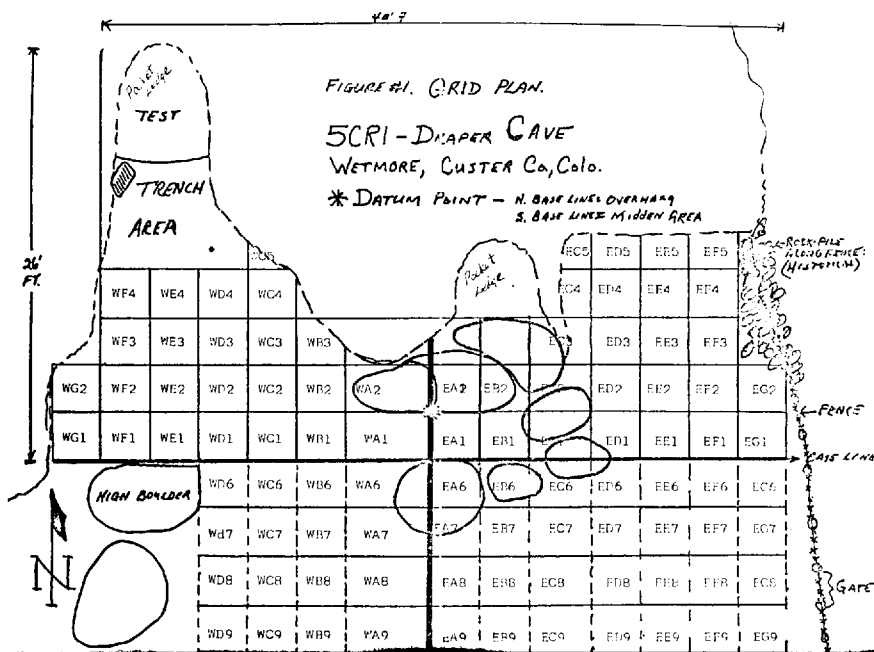 40' 7
Pocket
Ledge
TEST
TRENCH
AREA
26'
FT.
FIGURE #1. GRID PLAN.
5CR1 - DRAPER CAVE
WETMORE, CUSTER Co, Colo.
* DATUM POINT - N. BASE LINE= OVERHANG
S. BASE LINE= MIDDEN AREA
Pocket
Ledge
ROCK-PILE
ALONG FENCE
(HISTORICAL)
EC5 ED5 EE5 EF5
WF4 WE4 WD4 WC4 EC4 ED4 EE4 EF4
WF3 WE3 WD3 WC3 WB3 EC3 ED3 EE3 EF3
WG2 WF2 WE2 WD2 WC2 WB2 WA2 EA2 EB2 ED2 EE2 EF2 EG2
FENCE
WG1 WF1 WE1 WD1 WC1 WB1 WA1 EA1 EB1 ED1 EE1 EF1 EG1
BASE LINE
HIGH BOULDER
WD6 WC6 WB6 WA6 EA6 EB6 EC6 ED6 EE6 EF6 EG6
Wd7 WC7 WB7 WA7 EA7 EB7 EC7 ED7 EE7 EF7 EG7
N
WD8 WC8 WB8 WA8 EA8 EB8 EC8 ED8 EE8 EF8 EG8
GATE
WD9 WC9 WB9 WA9 EA9 EB9 EC9 ED9 EE9 EF9 EG9